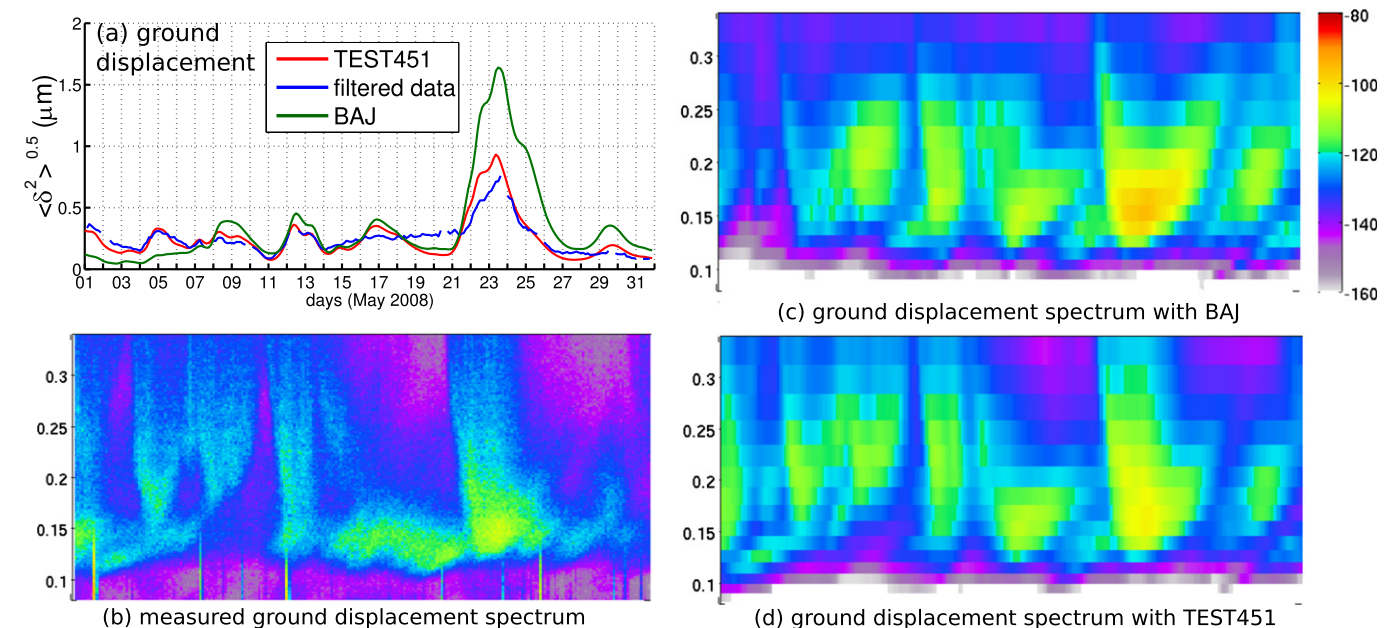 (a) ground
displacement
TEST451
filtered data
BAJ
<δ²>^0.5 (μm)
2
1.5
1
0.5
0
01 03 05 07 09 11 13 15 17 19 21 23 25 27 29 31
days (May 2008)
0.3
0.25
0.2
0.15
0.1
-80
-100
-120
-140
-160
(c) ground displacement spectrum with BAJ
0.3
0.25
0.2
0.15
0.1
(b) measured ground displacement spectrum
0.3
0.25
0.2
0.15
0.1
(d) ground displacement spectrum with TEST451